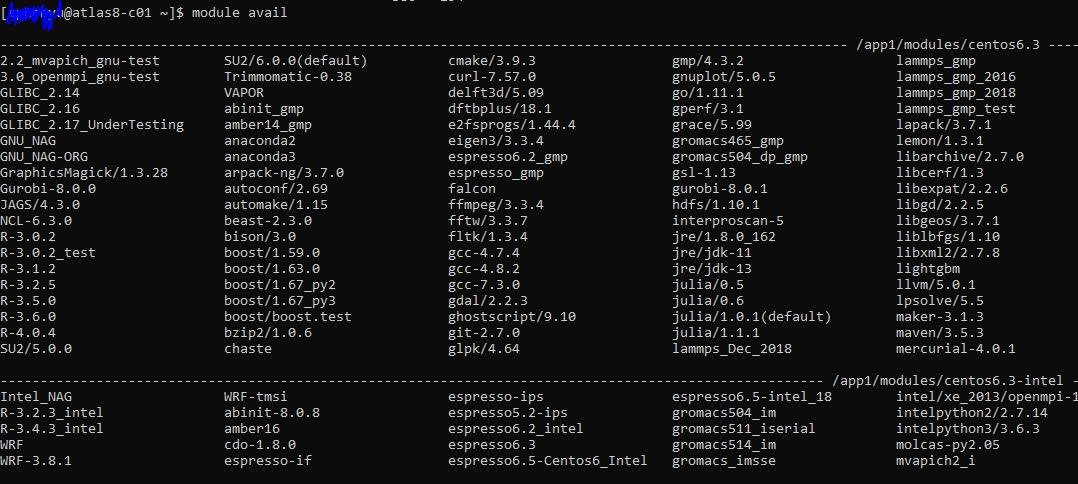 [@atlas8-c01 ~]$ module avail
---------------------------------------------------------------------------------------------------------- /app1/modules/centos6.3 ----
2.2_mvapich_gnu-test SU2/6.0.0(default) cmake/3.9.3 gmp/4.3.2 lammps_gmp
3.0_openmpi_gnu-test Trimmomatic-0.38 curl-7.57.0 gnuplot/5.0.5 lammps_gmp_2016
GLIBC_2.14 VAPOR delft3d/5.09 go/1.11.1 lammps_gmp_2018
GLIBC_2.16 abinit_gmp dftbplus/18.1 gperf/3.1 lammps_gmp_test
GLIBC_2.17_UnderTesting amber14_gmp e2fsprogs/1.44.4 grace/5.99 lapack/3.7.1
GNU_NAG anaconda2 eigen3/3.3.4 gromacs465_gmp lemon/1.3.1
GNU_NAG-ORG anaconda3 espresso6.2_gmp gromacs504_dp_gmp libarchive/2.7.0
GraphicsMagick/1.3.28 arpack-ng/3.7.0 espresso_gmp gsl-1.13 libcerf/1.3
Gurobi-8.0.0 autoconf/2.69 falcon gurobi-8.0.1 libexpat/2.2.6
JAGS/4.3.0 automake/1.15 ffmpeg/3.3.4 hdfs/1.10.1 libgd/2.2.5
NCL-6.3.0 beast-2.3.0 fftw/3.3.7 interproscan-5 libgeos/3.7.1
R-3.0.2 bison/3.0 fltk/1.3.4 jre/1.8.0_162 liblbfgs/1.10
R-3.0.2_test boost/1.59.0 gcc-4.7.4 jre/jdk-11 libxml2/2.7.8
R-3.1.2 boost/1.63.0 gcc-4.8.2 jre/jdk-13 lightgbm
R-3.2.5 boost/1.67_py2 gcc-7.3.0 julia/0.5 llvm/5.0.1
R-3.5.0 boost/1.67_py3 gdal/2.2.3 julia/0.6 lpsolve/5.5
R-3.6.0 boost/boost.test ghostscript/9.10 julia/1.0.1(default) maker-3.1.3
R-4.0.4 bzip2/1.0.6 git-2.7.0 julia/1.1.1 maven/3.5.3
SU2/5.0.0 chaste glpk/4.64 lammps_Dec_2018 mercurial-4.0.1
------------------------------------------------------------------------------------------------------- /app1/modules/centos6.3-intel -
Intel_NAG WRF-tmsi espresso-ips espresso6.5-intel_18 intel/xe_2013/openmpi-1
R-3.2.3_intel abinit-8.0.8 espresso5.2-ips gromacs504_im intelpython2/2.7.14
R-3.4.3_intel amber16 espresso6.2_intel gromacs511_iserial intelpython3/3.6.3
WRF cdo-1.8.0 espresso6.3 gromacs514_im molcas-py2.05
WRF-3.8.1 espresso-if espresso6.5-Centos6_Intel gromacs_imsse mvapich2_i